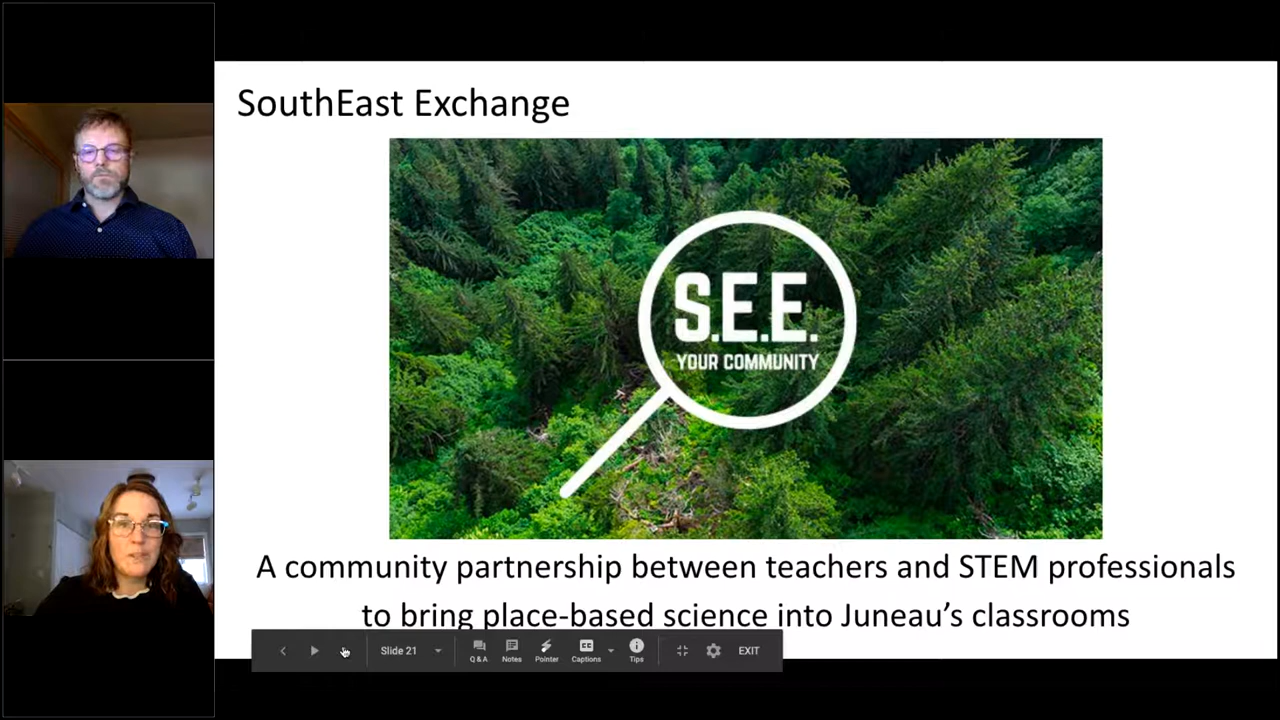 SouthEast Exchange
S.E.E.
YOUR COMMUNITY
A community partnership between teachers and STEM professionals
to bring place-based science into Juneau's classrooms
Slide 21
Q & A
Notes
Pointer
Captions
Tips
EXIT